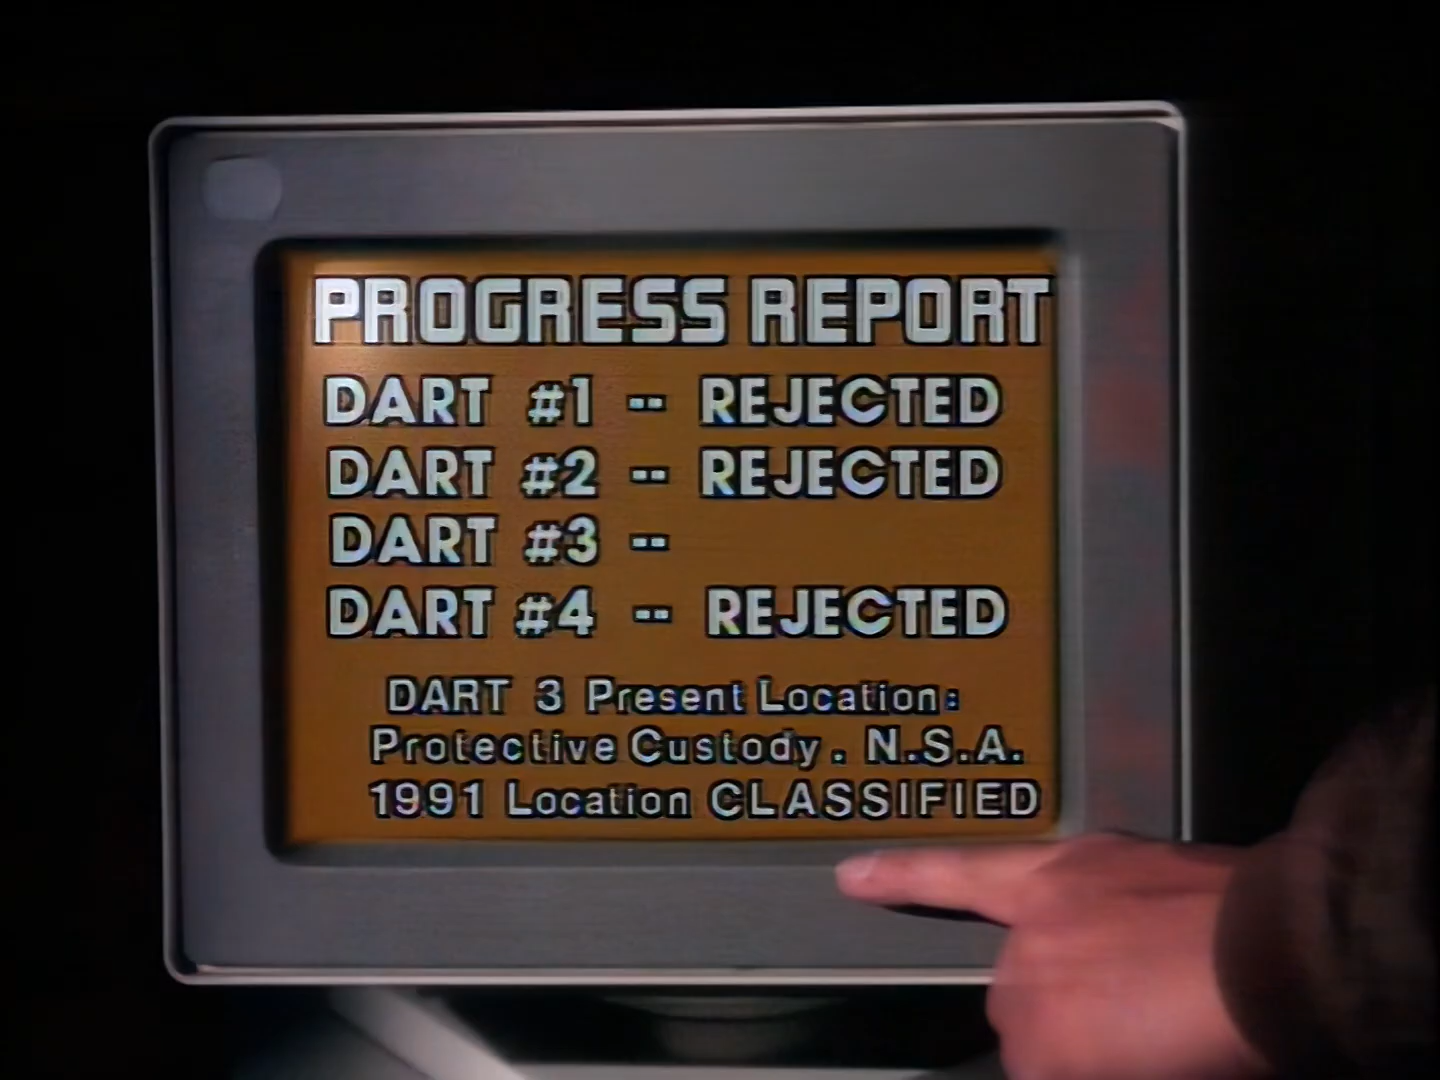 PROGRESS REPORT
DART #1 -- REJECTED
DART #2 -- REJECTED
DART #3 --
DART #4 -- REJECTED
DART 3 Present Location:
Protective Custody. N.S.A.
1991 Location CLASSIFIED